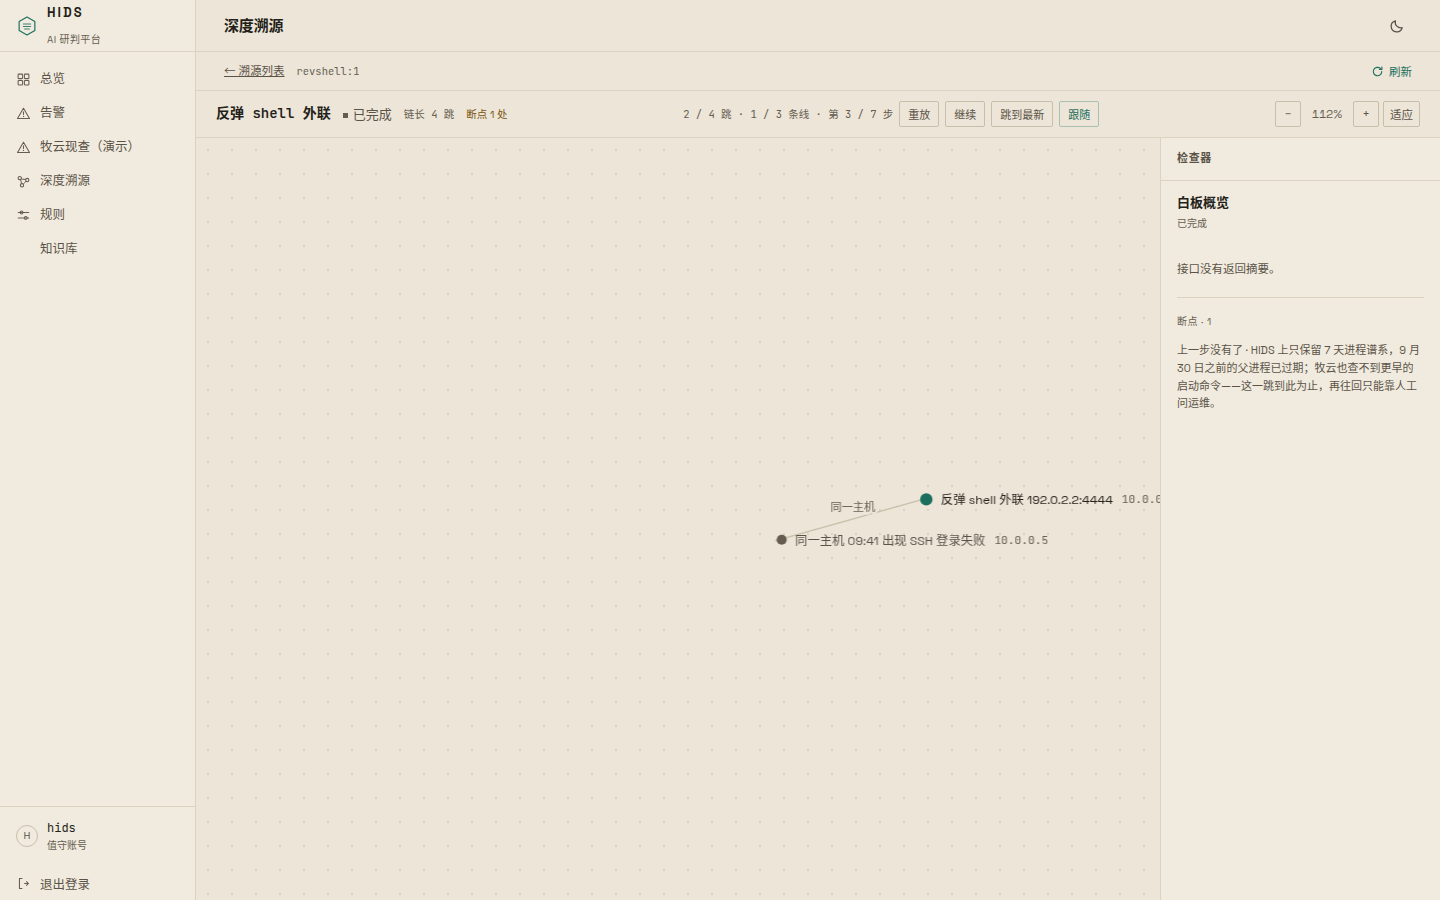 HIDS
AI 研判平台
总览
告警
牧云现查（演示）
深度溯源
规则
知识库
H
hids
值守账号
退出登录
深度溯源
← 溯源列表 revshell:1
刷新
反弹 shell 外联 已完成 链长 4 跳 断点 1 处
2 / 4 跳 · 1 / 3 条线 · 第 3 / 7 步 重放 继续 跳到最新 跟随
− 112% + 适应
同一主机
反弹 shell 外联 192.0.2.2:4444 10.0.0
同一主机 09:41 出现 SSH 登录失败 10.0.0.5
检查器
白板概览
已完成
接口没有返回摘要。
断点 · 1
上一步没有了 · HIDS 上只保留 7 天进程谱系，9 月
30 日之前的父进程已过期；牧云也查不到更早的
启动命令——这一跳到此为止，再往回只能靠人工
问运维。